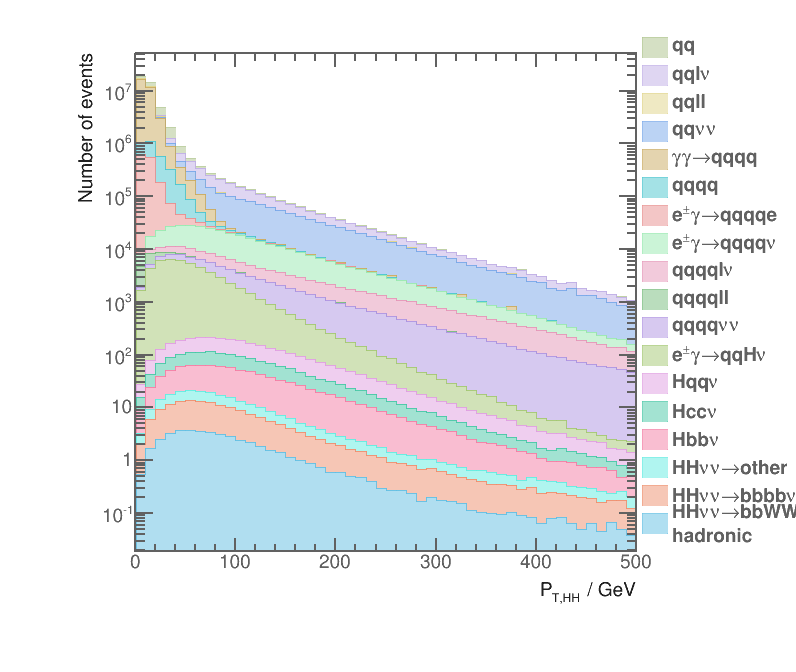 Number of events
10⁷
10⁶
10⁵
10⁴
10³
10²
10
1
10⁻¹
0 100 200 300 400 500
P_T,HH / GeV
qq
qqlν
qqll
qqνν
γγ→qqqq
qqqq
e±γ→qqqqe
e±γ→qqqqν
qqqqlν
qqqqll
qqqqνν
e±γ→qqHν
Hqqν
Hccν
Hbbν
HHνν→other
HHνν→bbbbν
HHνν→bbWW
hadronic